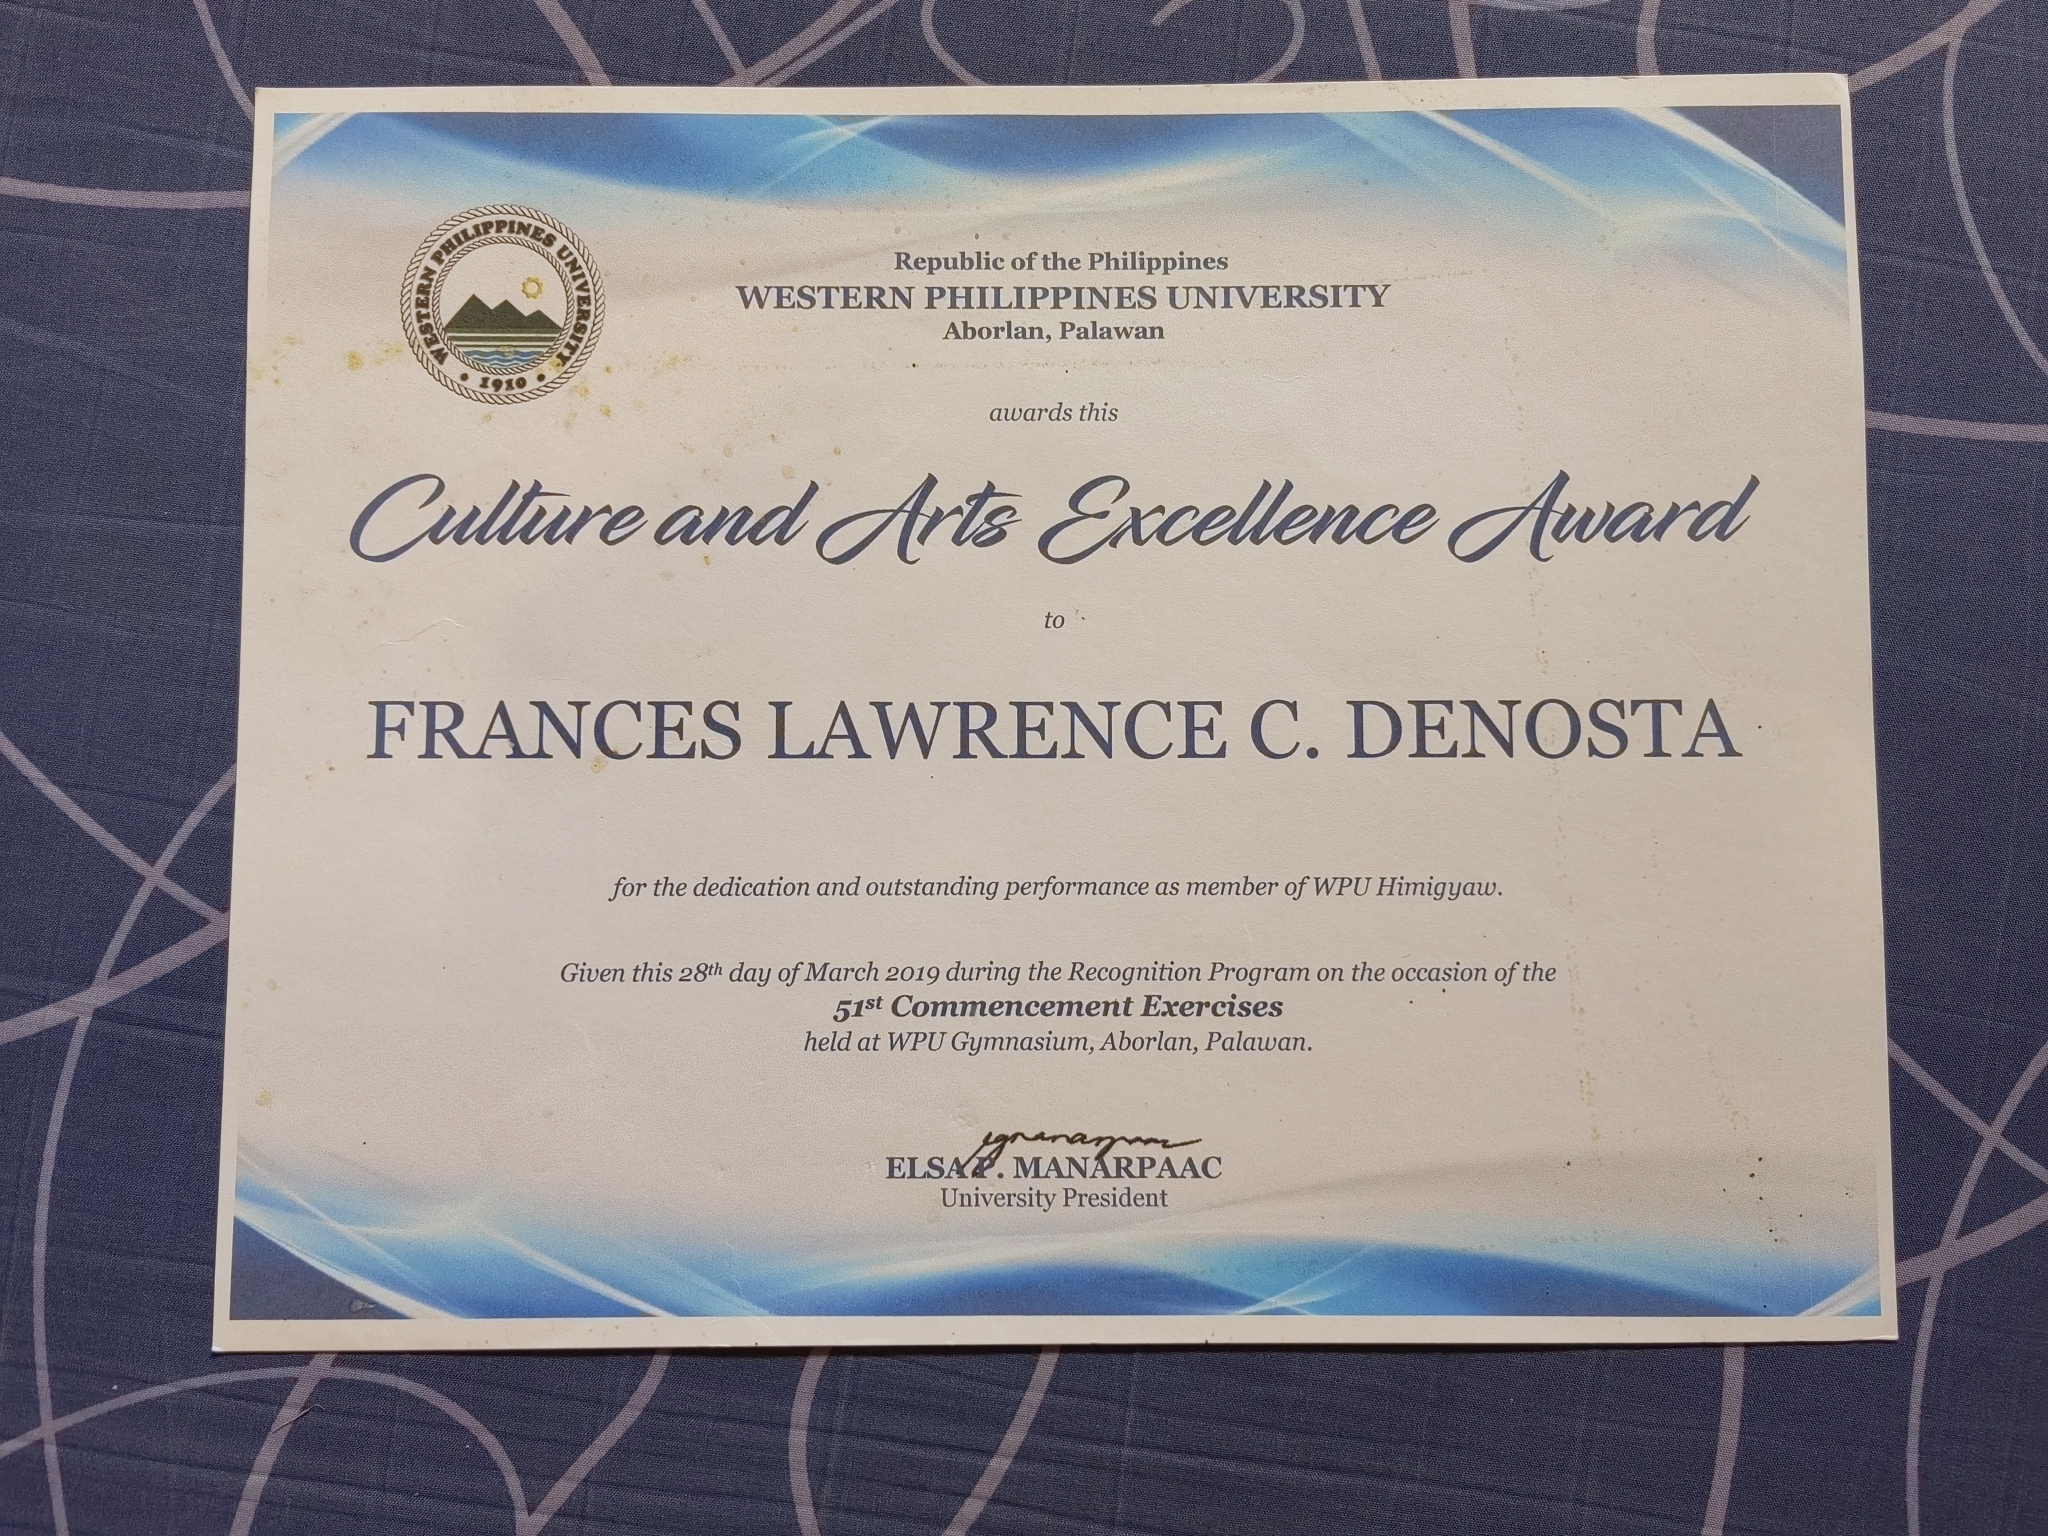 WESTERN PHILIPPINES UNIVERSITY
• 1910 •
Republic of the Philippines
WESTERN PHILIPPINES UNIVERSITY
Aborlan, Palawan
awards this
Culture and Arts Excellence Award
to
FRANCES LAWRENCE C. DENOSTA
for the dedication and outstanding performance as member of WPU Himigyaw.
Given this 28th day of March 2019 during the Recognition Program on the occasion of the
51st Commencement Exercises
held at WPU Gymnasium, Aborlan, Palawan.
ELSA P. MANARPAAC
University President